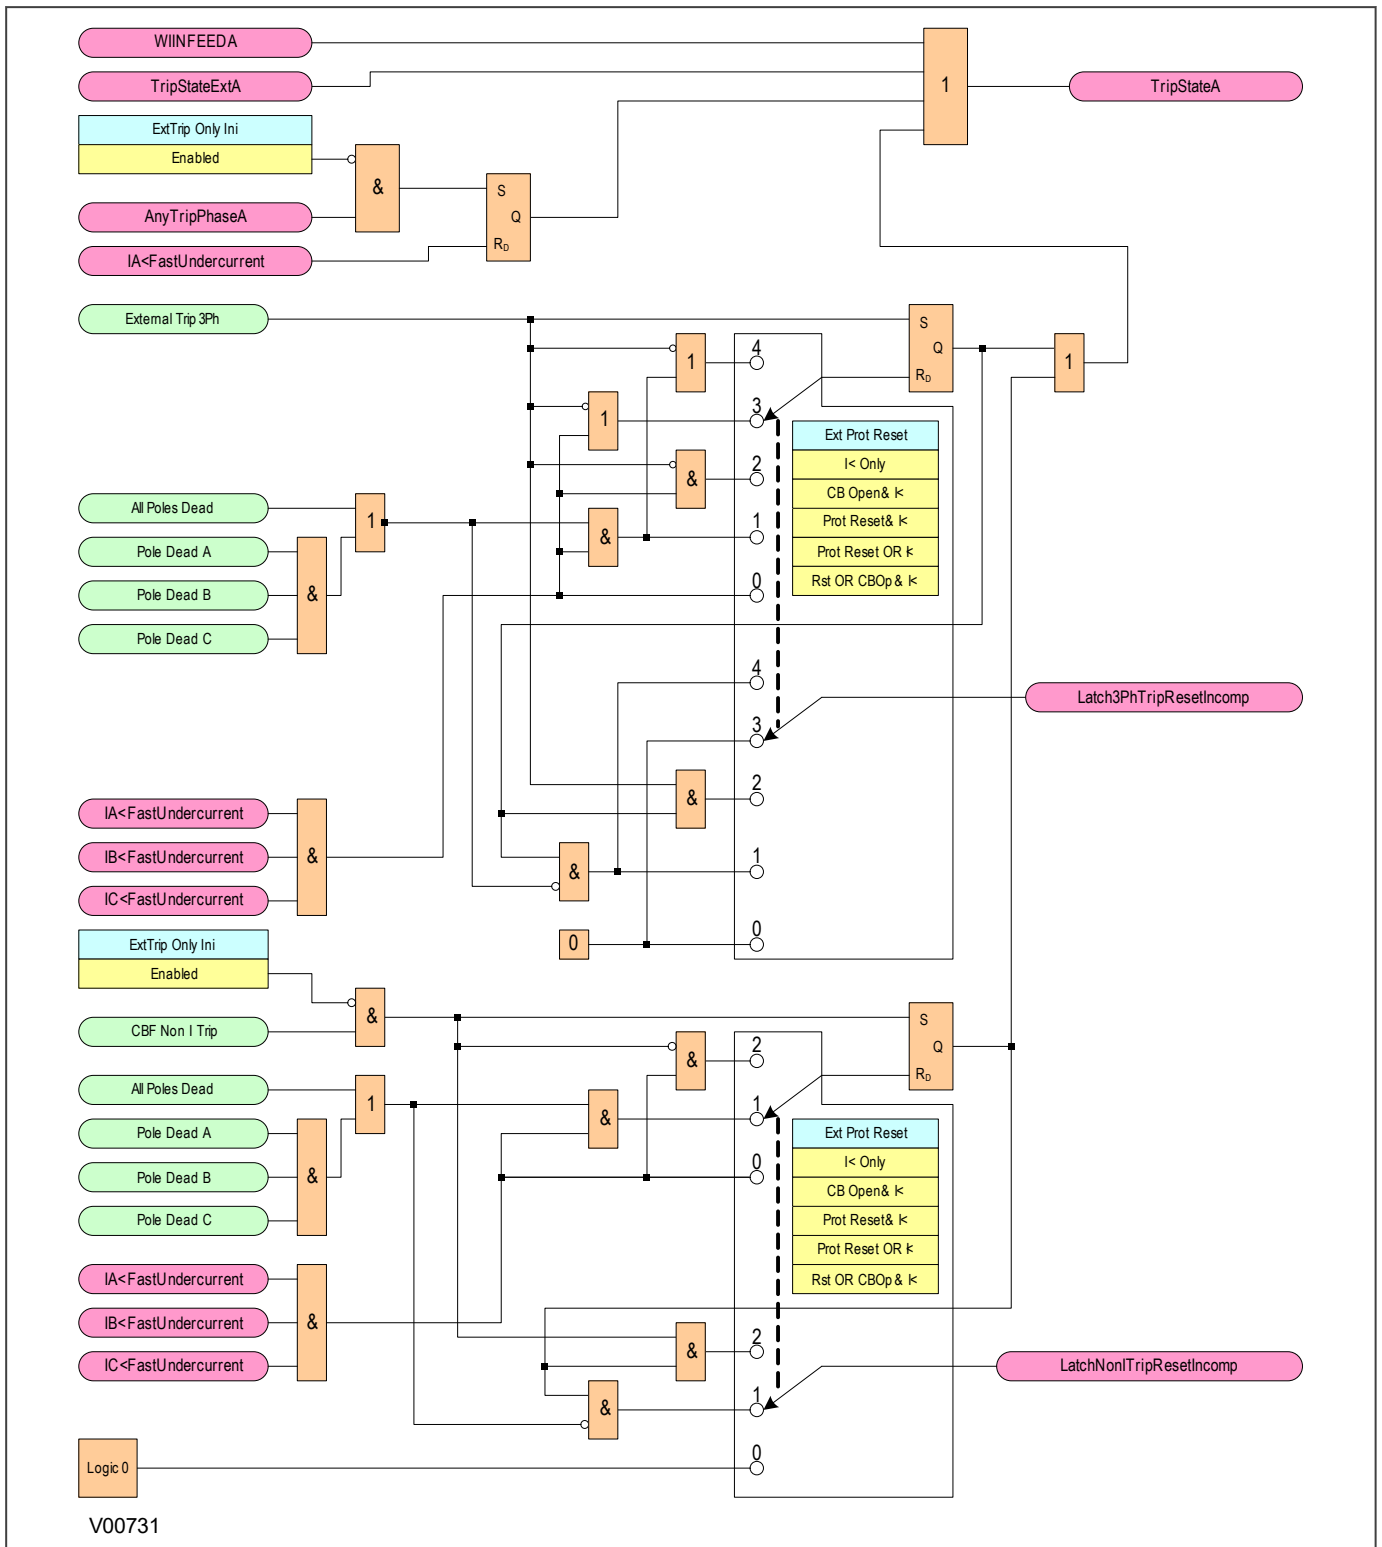 WIINFEEDA
TripStateExtA
1
TripStateA
ExtTrip Only Ini
Enabled
&
S
Q
RD
AnyTripPhaseA
IA<FastUndercurrent
External Trip 3Ph
S
Q
RD
1
4
1
1
3
Ext Prot Reset
I< Only
CB Open & I<
Prot Reset & I<
Prot Reset OR I<
Rst OR CBOp & I<
&
2
All Poles Dead
1
&
1
Pole Dead A
Pole Dead B
&
0
Pole Dead C
4
Latch3PhTripResetIncomp
3
&
2
IA<FastUndercurrent
IB<FastUndercurrent
&
IC<FastUndercurrent
&
1
0
0
ExtTrip Only Ini
Enabled
&
CBF Non I Trip
S
Q
RD
&
2
All Poles Dead
1
&
1
Pole Dead A
Pole Dead B
&
0
Pole Dead C
Ext Prot Reset
I< Only
CB Open & I<
Prot Reset & I<
Prot Reset OR I<
Rst OR CBOp & I<
IA<FastUndercurrent
IB<FastUndercurrent
&
IC<FastUndercurrent
&
2
LatchNonITripResetIncomp
&
1
Logic 0
0
V00731